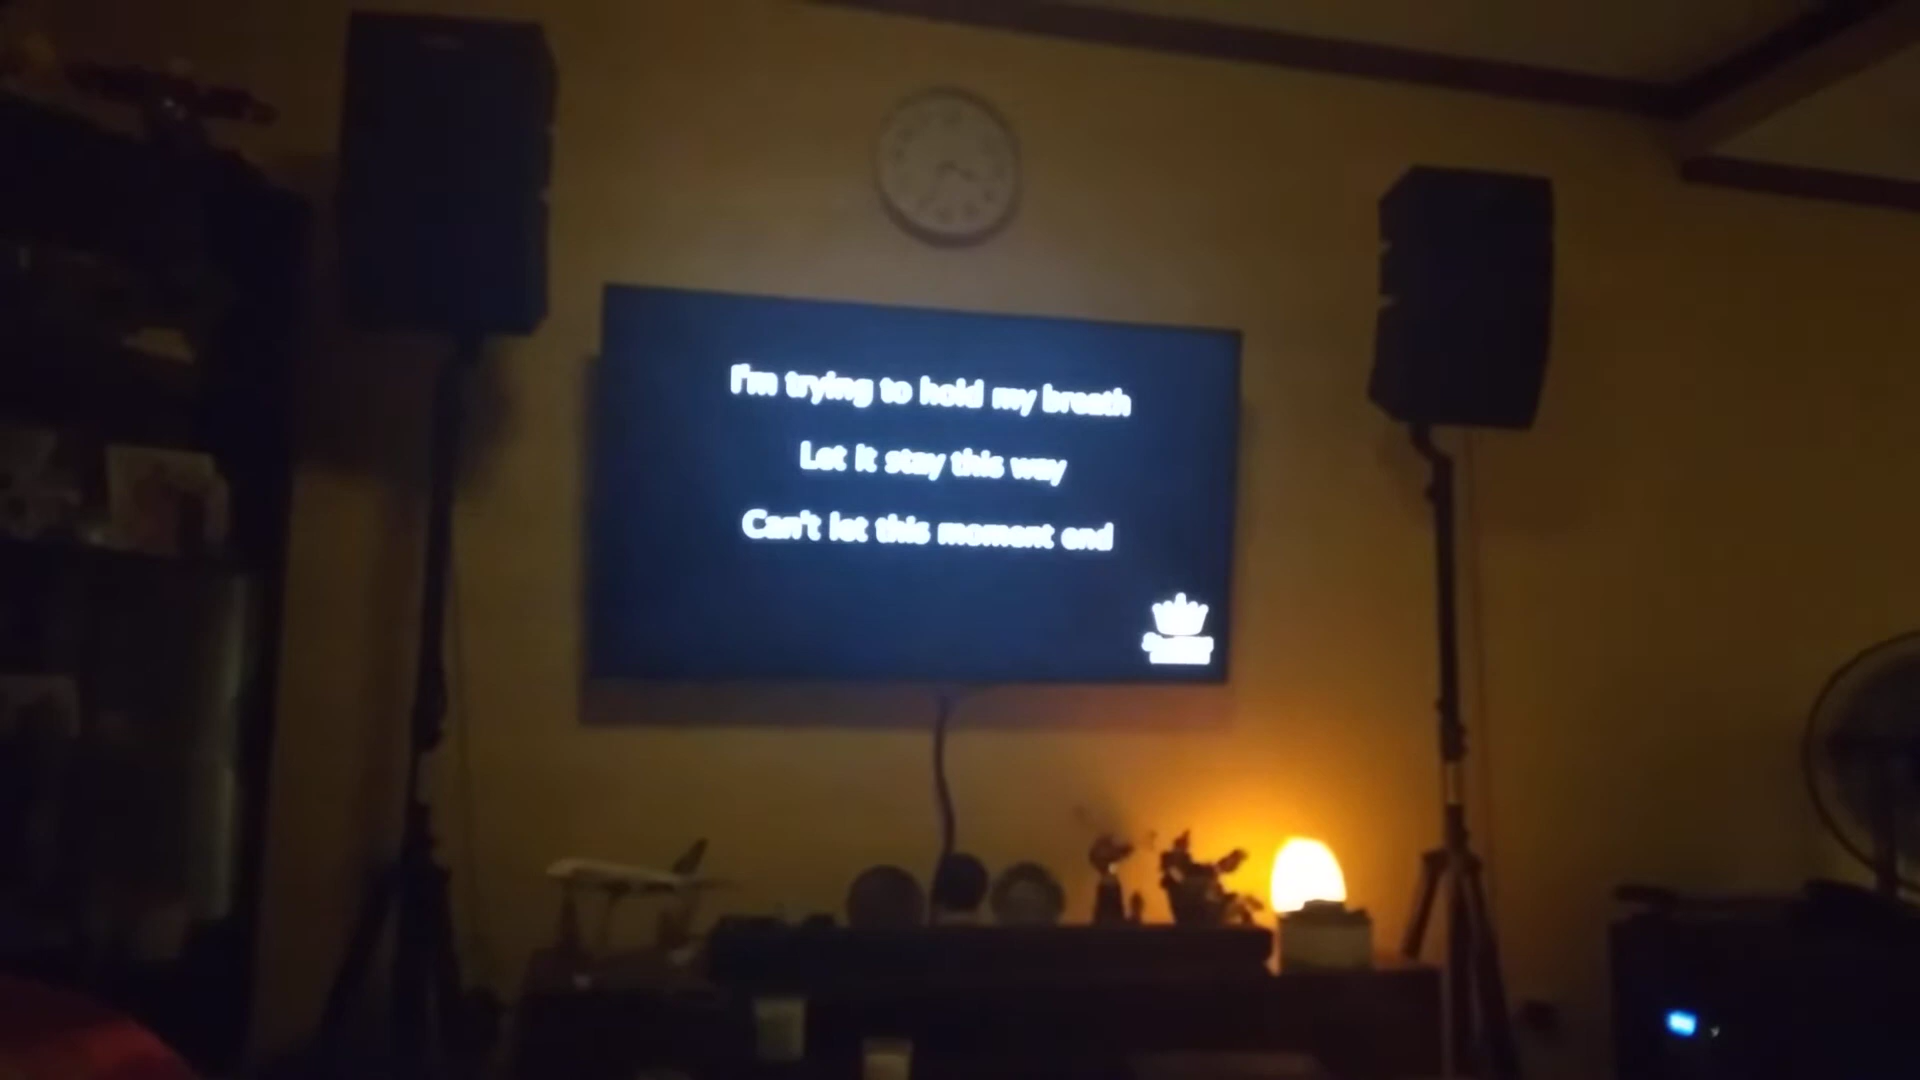 I'm trying to hold my breath
Let it stay this way
Can't let this moment end